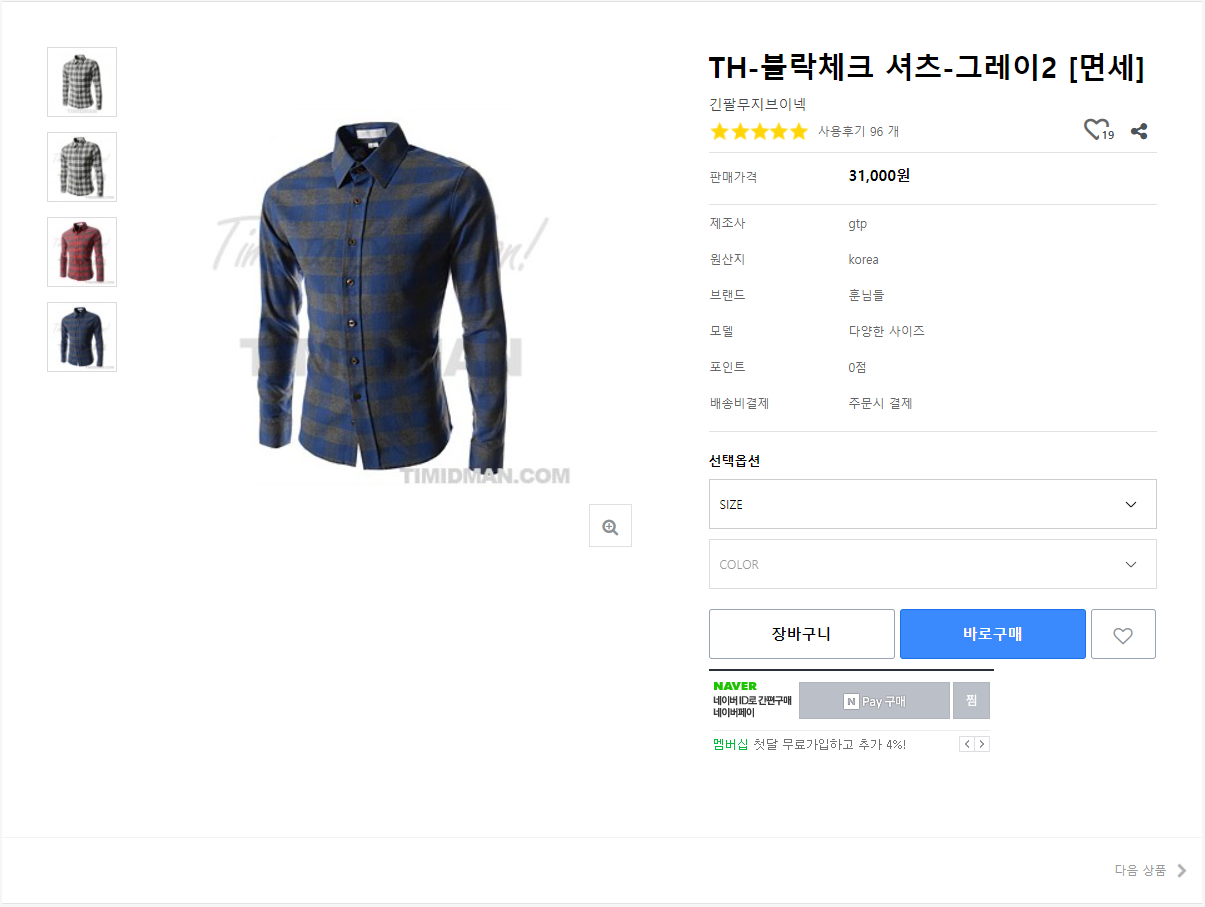 TH-블락체크 셔츠-그레이2 [면세]
긴팔무지브이넥
사용후기 96 개
19
판매가격 31,000원
제조사 gtp
원산지 korea
브랜드 훈님들
모델 다양한 사이즈
포인트 0점
배송비결제 주문시 결제
선택옵션
SIZE
COLOR
장바구니 바로구매
NAVER
네이버 ID로 간편구매
네이버페이
N Pay 구매 찜
멤버십 첫달 무료가입하고 추가 4%!
TIMIDMAN.COM
다음 상품